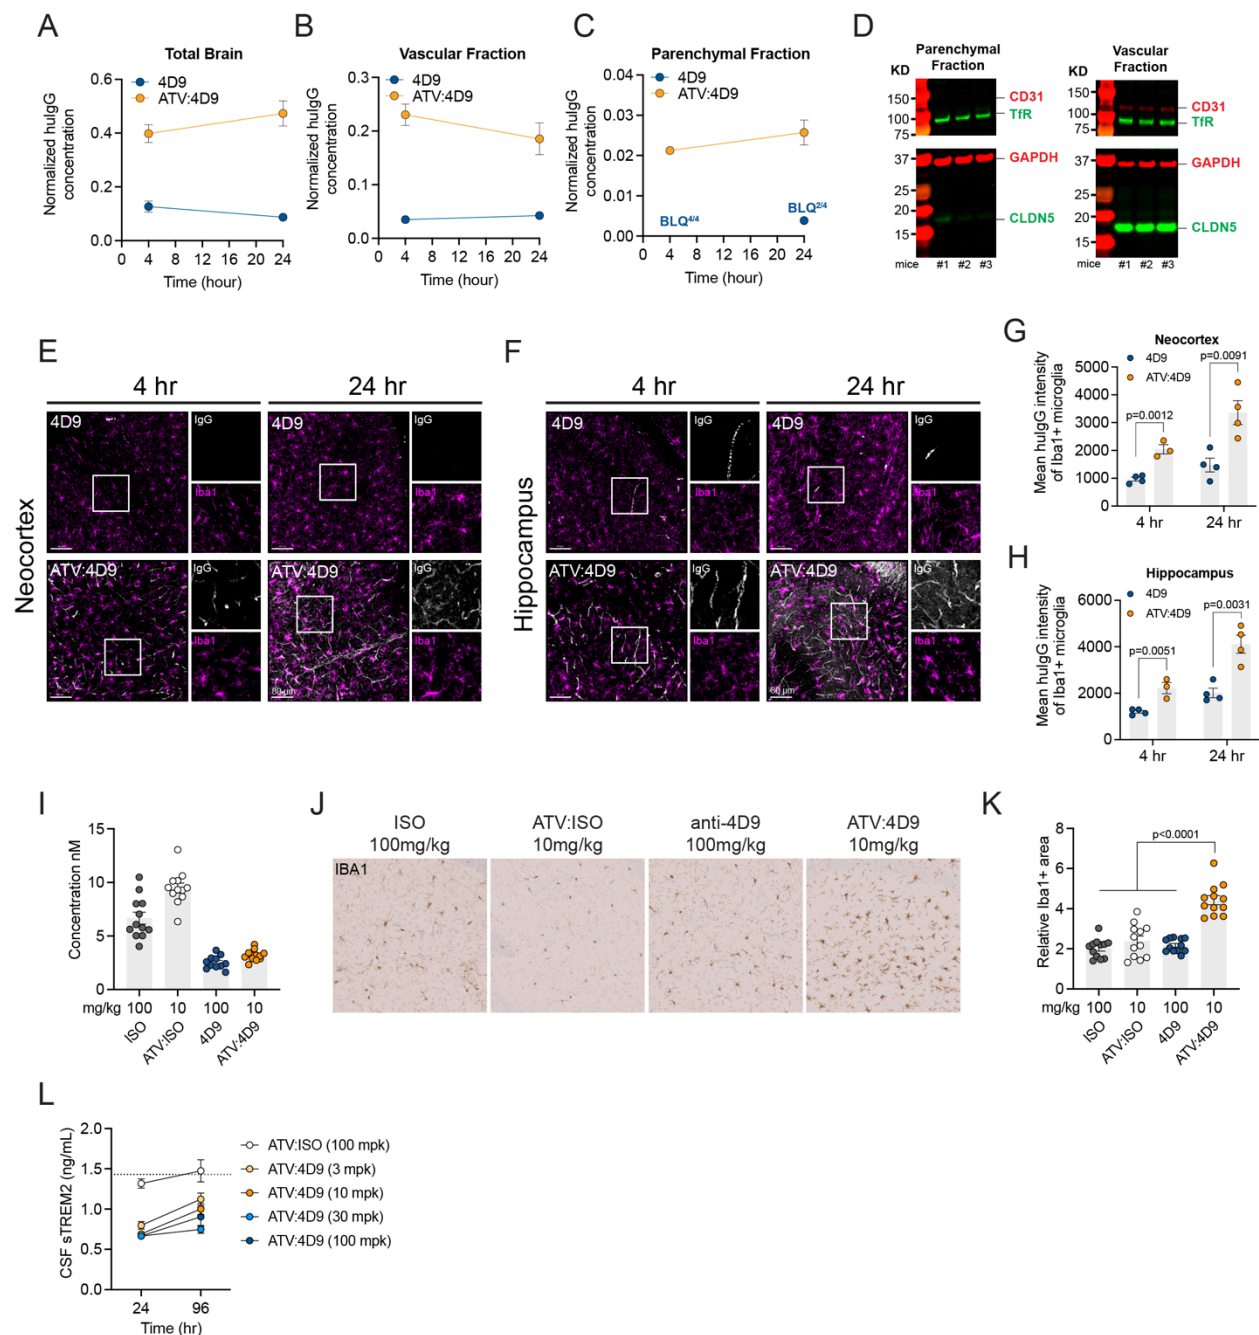 A
Total Brain
4D9
ATV:4D9
Normalized huIgG
concentration
0.6
0.4
0.2
0.0
0 4 8 12 16 20 24
Time (hour)
B
Vascular Fraction
4D9
ATV:4D9
Normalized huIgG
concentration
0.3
0.2
0.1
0.0
0 4 8 12 16 20 24
Time (hour)
C
Parenchymal Fraction
4D9
ATV:4D9
Normalized huIgG
concentration
0.04
0.03
0.02
0.01
0.00
BLQ4/4
BLQ2/4
0 4 8 12 16 20 24
Time (hour)
D
Parenchymal
Fraction
KD
150
100
75
37
25
20
15
CD31
TfR
GAPDH
CLDN5
mice #1 #2 #3
Vascular
Fraction
KD
150
100
75
37
25
20
15
CD31
TfR
GAPDH
CLDN5
mice #1 #2 #3
E
4 hr
24 hr
Neocortex
4D9
IgG
Iba1
4D9
IgG
Iba1
ATV:4D9
IgG
Iba1
ATV:4D9
IgG
Iba1
60 µm
F
4 hr
24 hr
Hippocampus
4D9
IgG
Iba1
4D9
IgG
Iba1
ATV:4D9
IgG
Iba1
ATV:4D9
IgG
Iba1
60 µm
G
Neocortex
4D9
ATV:4D9
p=0.0012
p=0.0091
Mean huIgG intensity
of Iba1+ microglia
5000
4000
3000
2000
1000
0
4 hr
24 hr
H
Hippocampus
4D9
ATV:4D9
p=0.0051
p=0.0031
Mean huIgG intensity
of Iba1+ microglia
6000
4000
2000
0
4 hr
24 hr
I
Concentration nM
15
10
5
0
mg/kg 100 10 100 10
ISO
ATV:ISO
4D9
ATV:4D9
J
ISO
100mg/kg
ATV:ISO
10mg/kg
anti-4D9
100mg/kg
ATV:4D9
10mg/kg
IBA1
K
p<0.0001
Relative Iba1+ area
8
6
4
2
0
mg/kg 100 10 100 10
ISO
ATV:ISO
4D9
ATV:4D9
L
CSF sTREM2 (ng/mL)
2.0
1.5
1.0
0.5
0.0
24 96
Time (hr)
ATV:ISO (100 mpk)
ATV:4D9 (3 mpk)
ATV:4D9 (10 mpk)
ATV:4D9 (30 mpk)
ATV:4D9 (100 mpk)